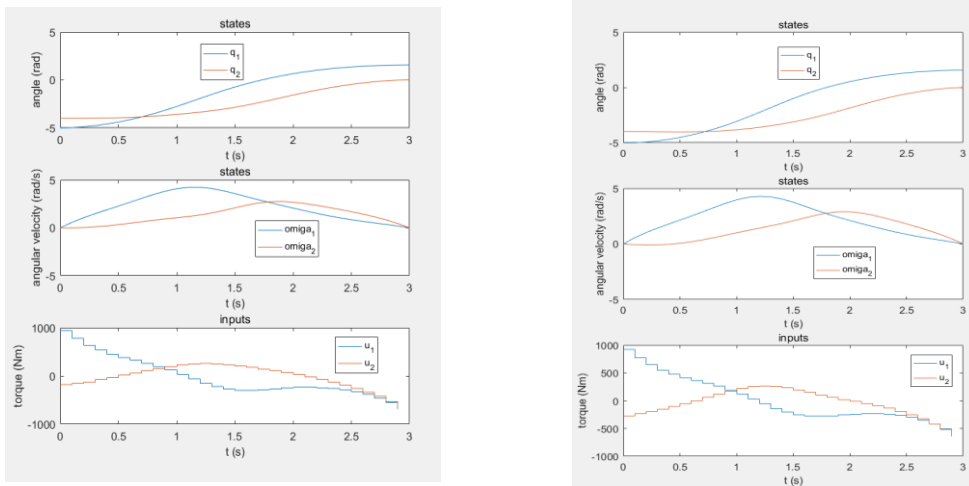 states
5
0
-5
angle (rad)
q1
q2
0 0.5 1 1.5 2 2.5 3
t (s)
states
5
0
-5
angular velocity (rad/s)
omiga1
omiga2
0 0.5 1 1.5 2 2.5 3
t (s)
inputs
1000
0
-1000
torque (Nm)
u1
u2
0 0.5 1 1.5 2 2.5 3
t (s)
states
5
0
-5
angle (rad)
q1
q2
0 0.5 1 1.5 2 2.5 3
t (s)
states
5
0
-5
angular velocity (rad/s)
omiga1
omiga2
0 0.5 1 1.5 2 2.5 3
t (s)
inputs
1000
500
0
-500
-1000
torque (Nm)
u1
u2
0 0.5 1 1.5 2 2.5 3
t (s)